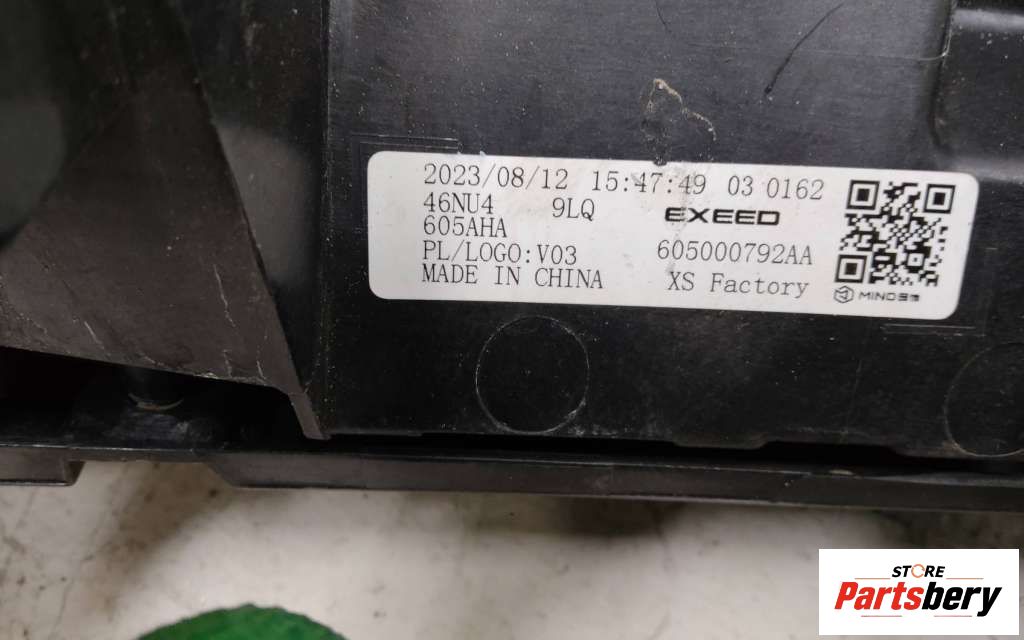 2023/08/12 15:47:49 03 0162
46NU4 9LQ EXEED
605AHA
PL/LOGO:V03 605000792AA
MADE IN CHINA XS Factory
MIND
STORE
Partsbery